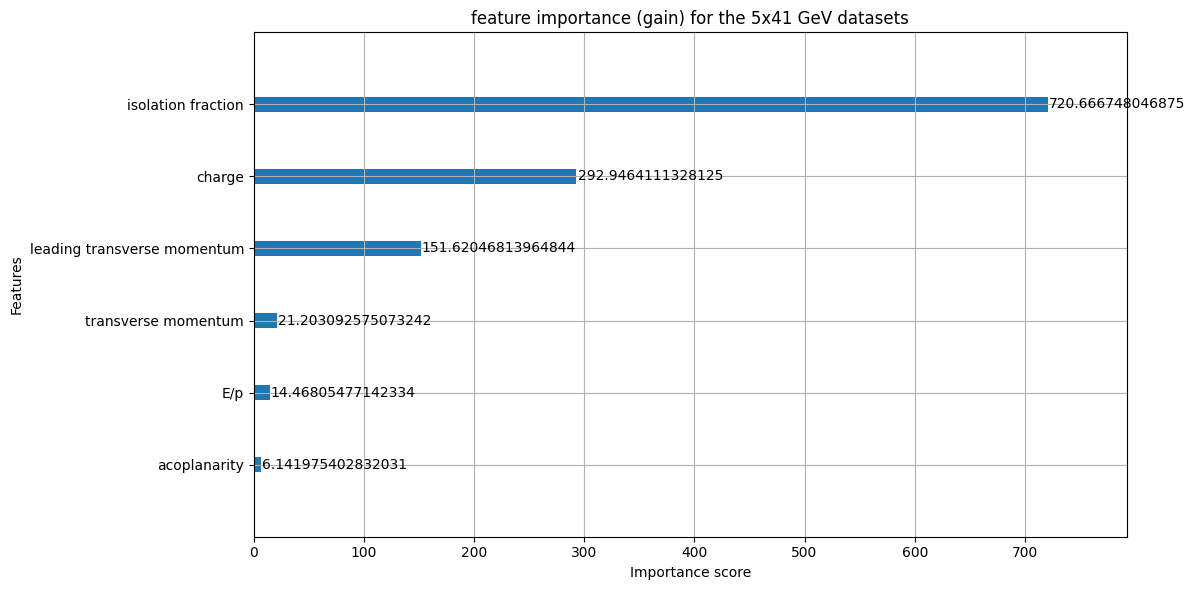 feature importance (gain) for the 5x41 GeV datasets
isolation fraction
720.666748046875
charge
292.9464111328125
leading transverse momentum
151.62046813964844
transverse momentum
21.203092575073242
E/p
14.46805477142334
acoplanarity
6.141975402832031
Features
0 100 200 300 400 500 600 700
Importance score